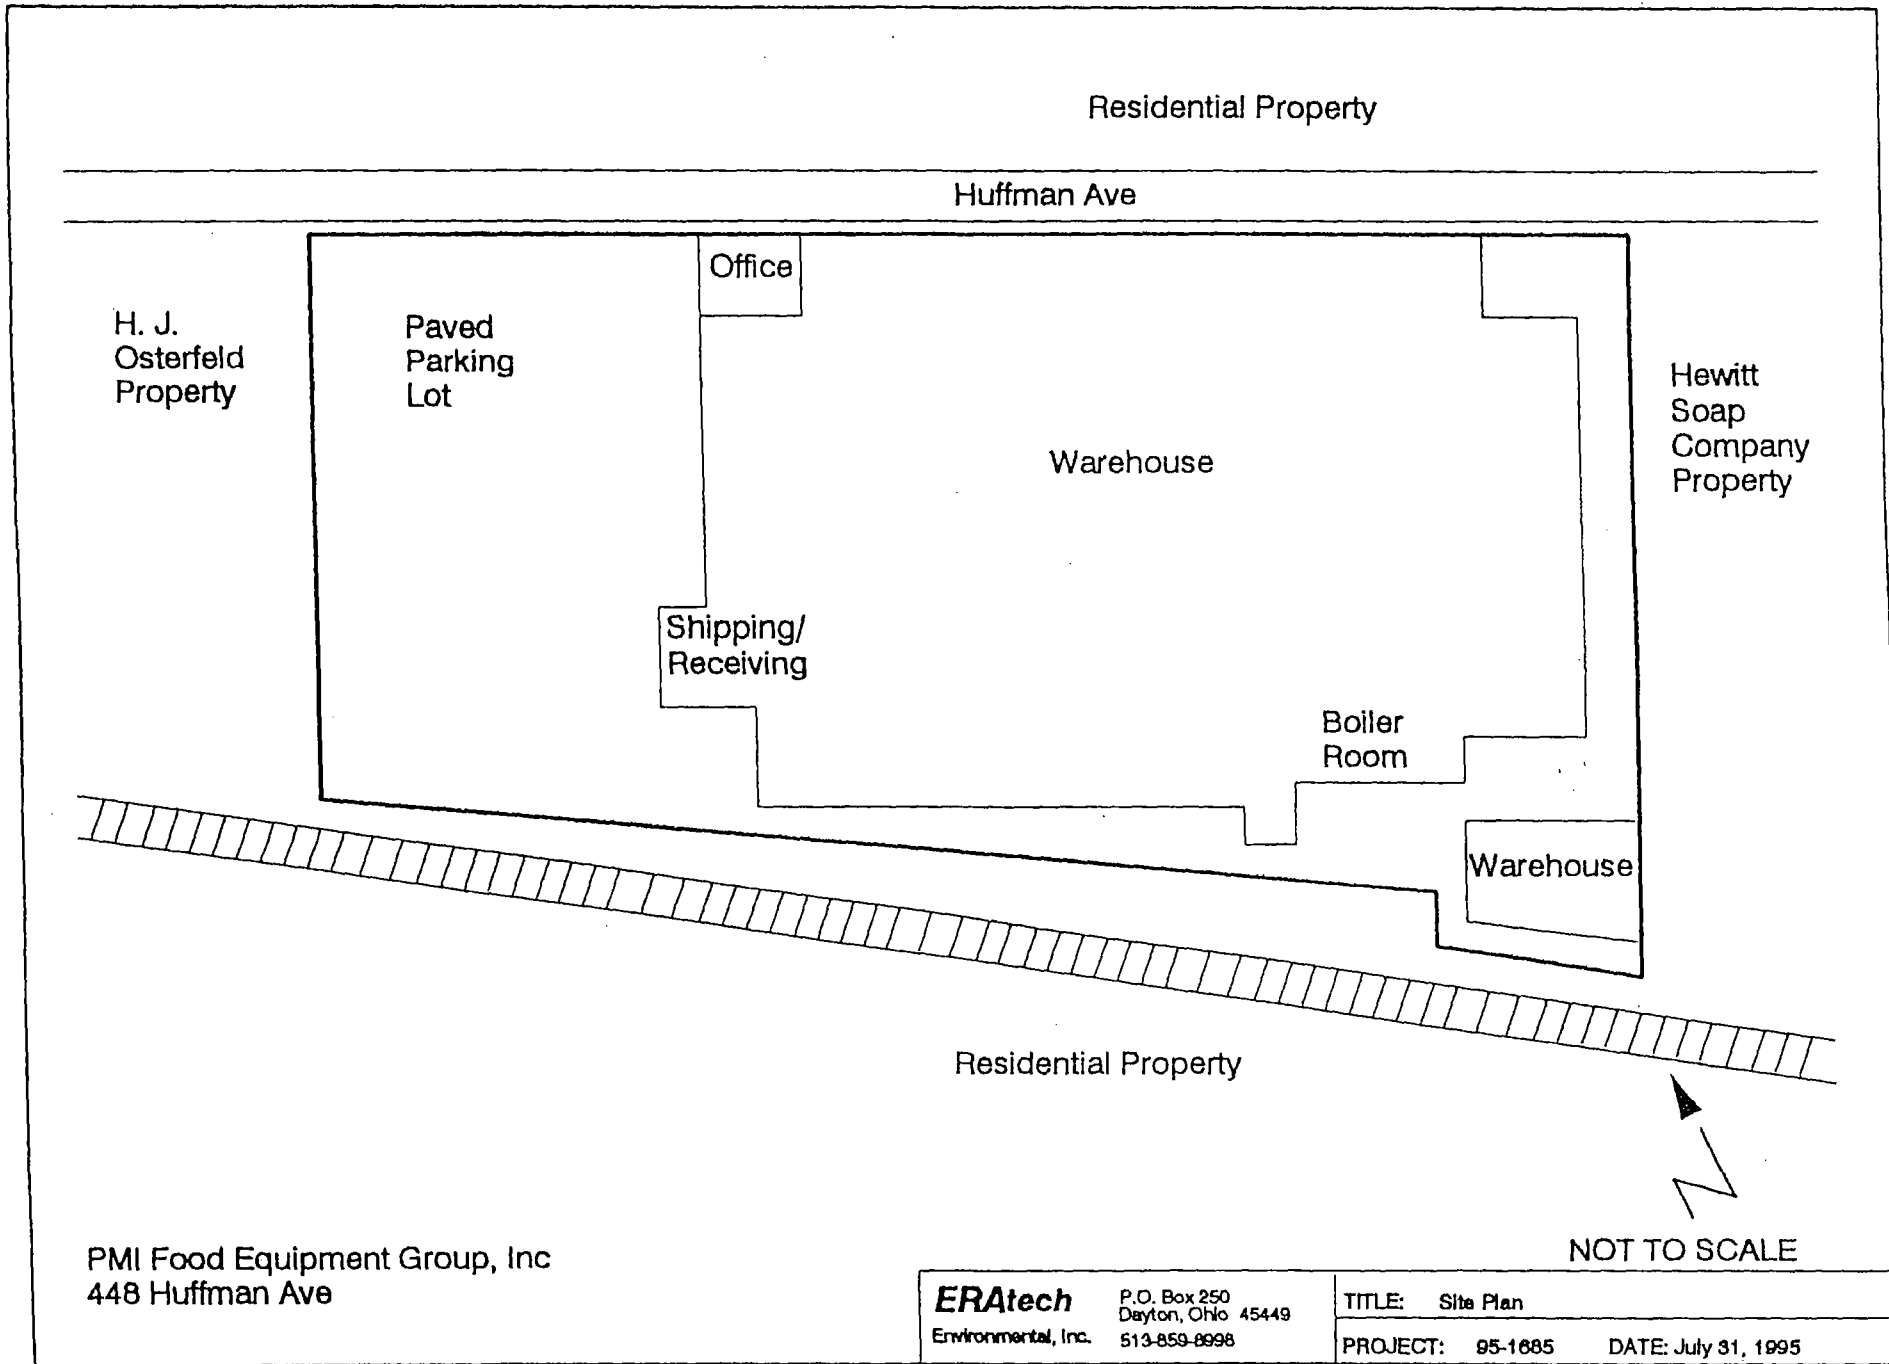 Residential Property
Huffman Ave
Office
H. J.
Osterfeld
Property
Paved
Parking
Lot
Hewitt
Soap
Company
Property
Warehouse
Shipping/
Receiving
Boiler
Room
Warehouse
Residential Property
NOT TO SCALE
PMI Food Equipment Group, Inc
448 Huffman Ave
ERAtech
Environmental, Inc.
P.O. Box 250
Dayton, Ohio 45449
513-859-8998
TITLE: Site Plan
PROJECT: 95-1685 DATE: July 31, 1995